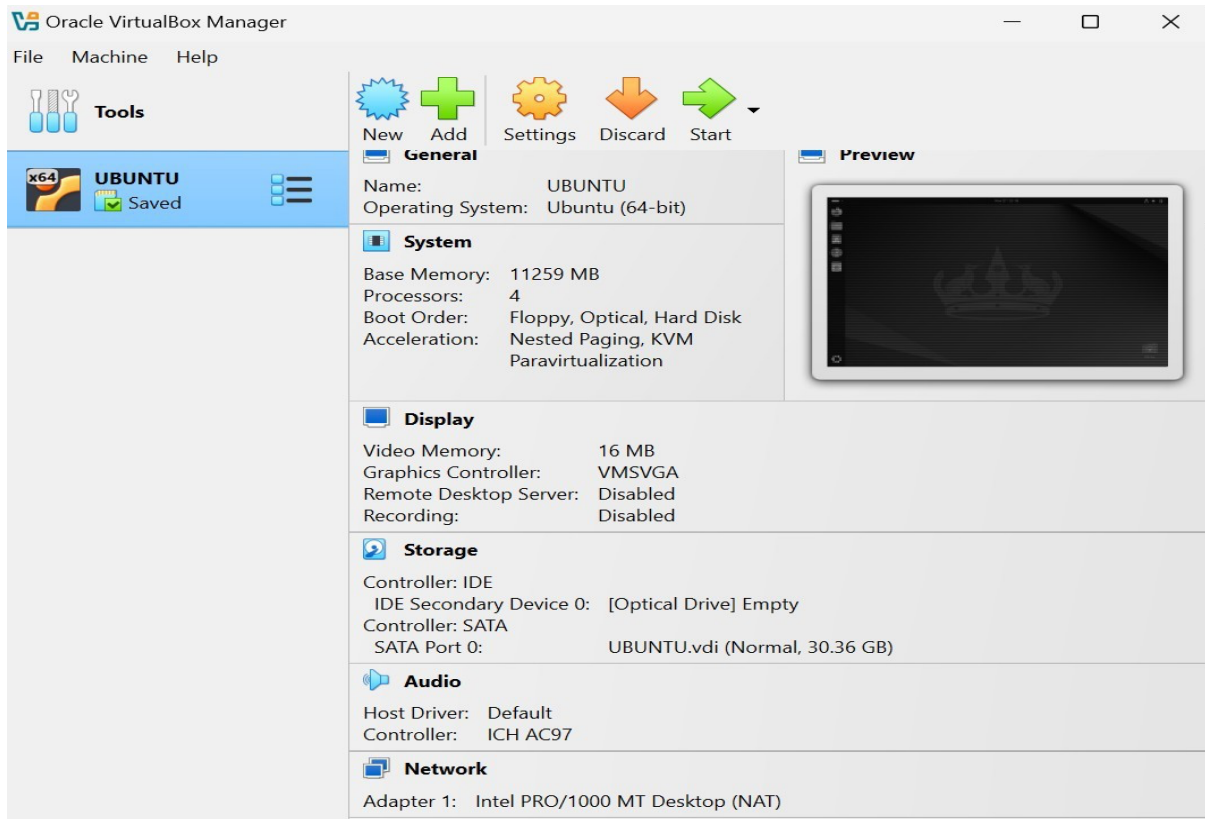 Oracle VirtualBox Manager
File Machine Help
Tools
New Add Settings Discard Start
x64 UBUNTU
Saved
General
Name: UBUNTU
Operating System: Ubuntu (64-bit)
Preview
System
Base Memory: 11259 MB
Processors: 4
Boot Order: Floppy, Optical, Hard Disk
Acceleration: Nested Paging, KVM
Paravirtualization
Display
Video Memory: 16 MB
Graphics Controller: VMSVGA
Remote Desktop Server: Disabled
Recording: Disabled
Storage
Controller: IDE
IDE Secondary Device 0: [Optical Drive] Empty
Controller: SATA
SATA Port 0: UBUNTU.vdi (Normal, 30.36 GB)
Audio
Host Driver: Default
Controller: ICH AC97
Network
Adapter 1: Intel PRO/1000 MT Desktop (NAT)